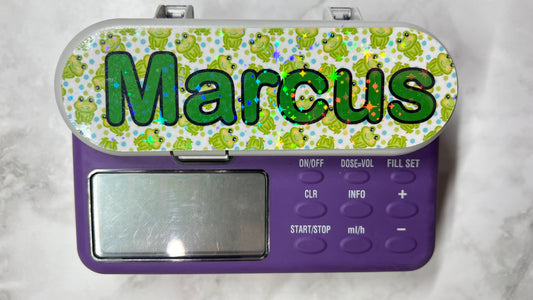 Marcus
ON/OFF DOSE=VOL FILL SET
CLR INFO +
START/STOP ml/h −